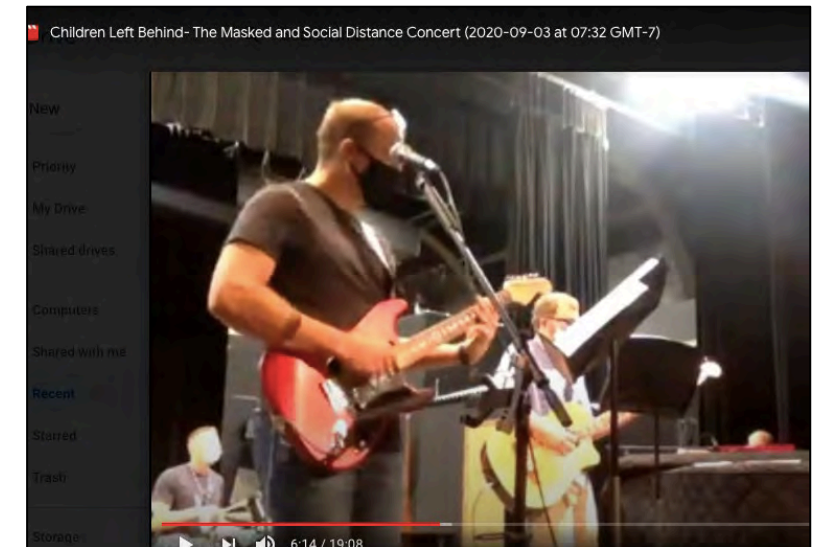 Children Left Behind- The Masked and Social Distance Concert (2020-09-03 at 07:32 GMT-7)
New
Priority
My Drive
Shared drives
Computers
Shared with me
Recent
Starred
Trash
Storage
6:14 / 19:08